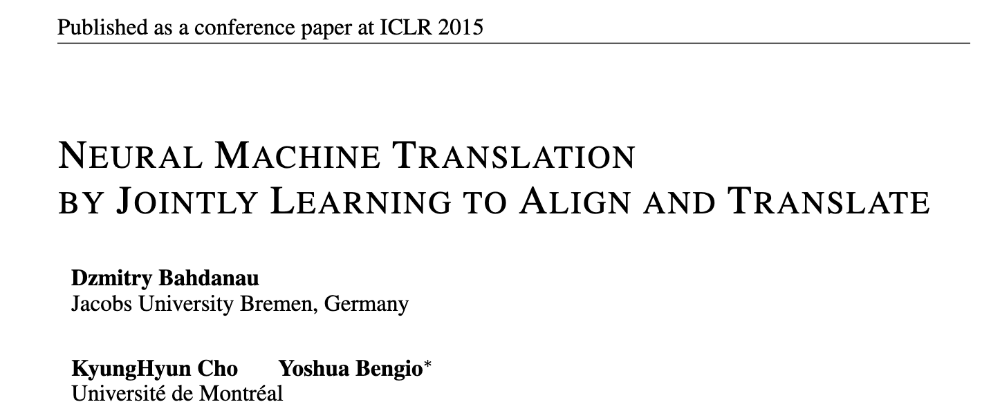 Published as a conference paper at ICLR 2015
NEURAL MACHINE TRANSLATION
BY JOINTLY LEARNING TO ALIGN AND TRANSLATE
Dzmitry Bahdanau
Jacobs University Bremen, Germany
KyungHyun Cho Yoshua Bengio*
Université de Montréal